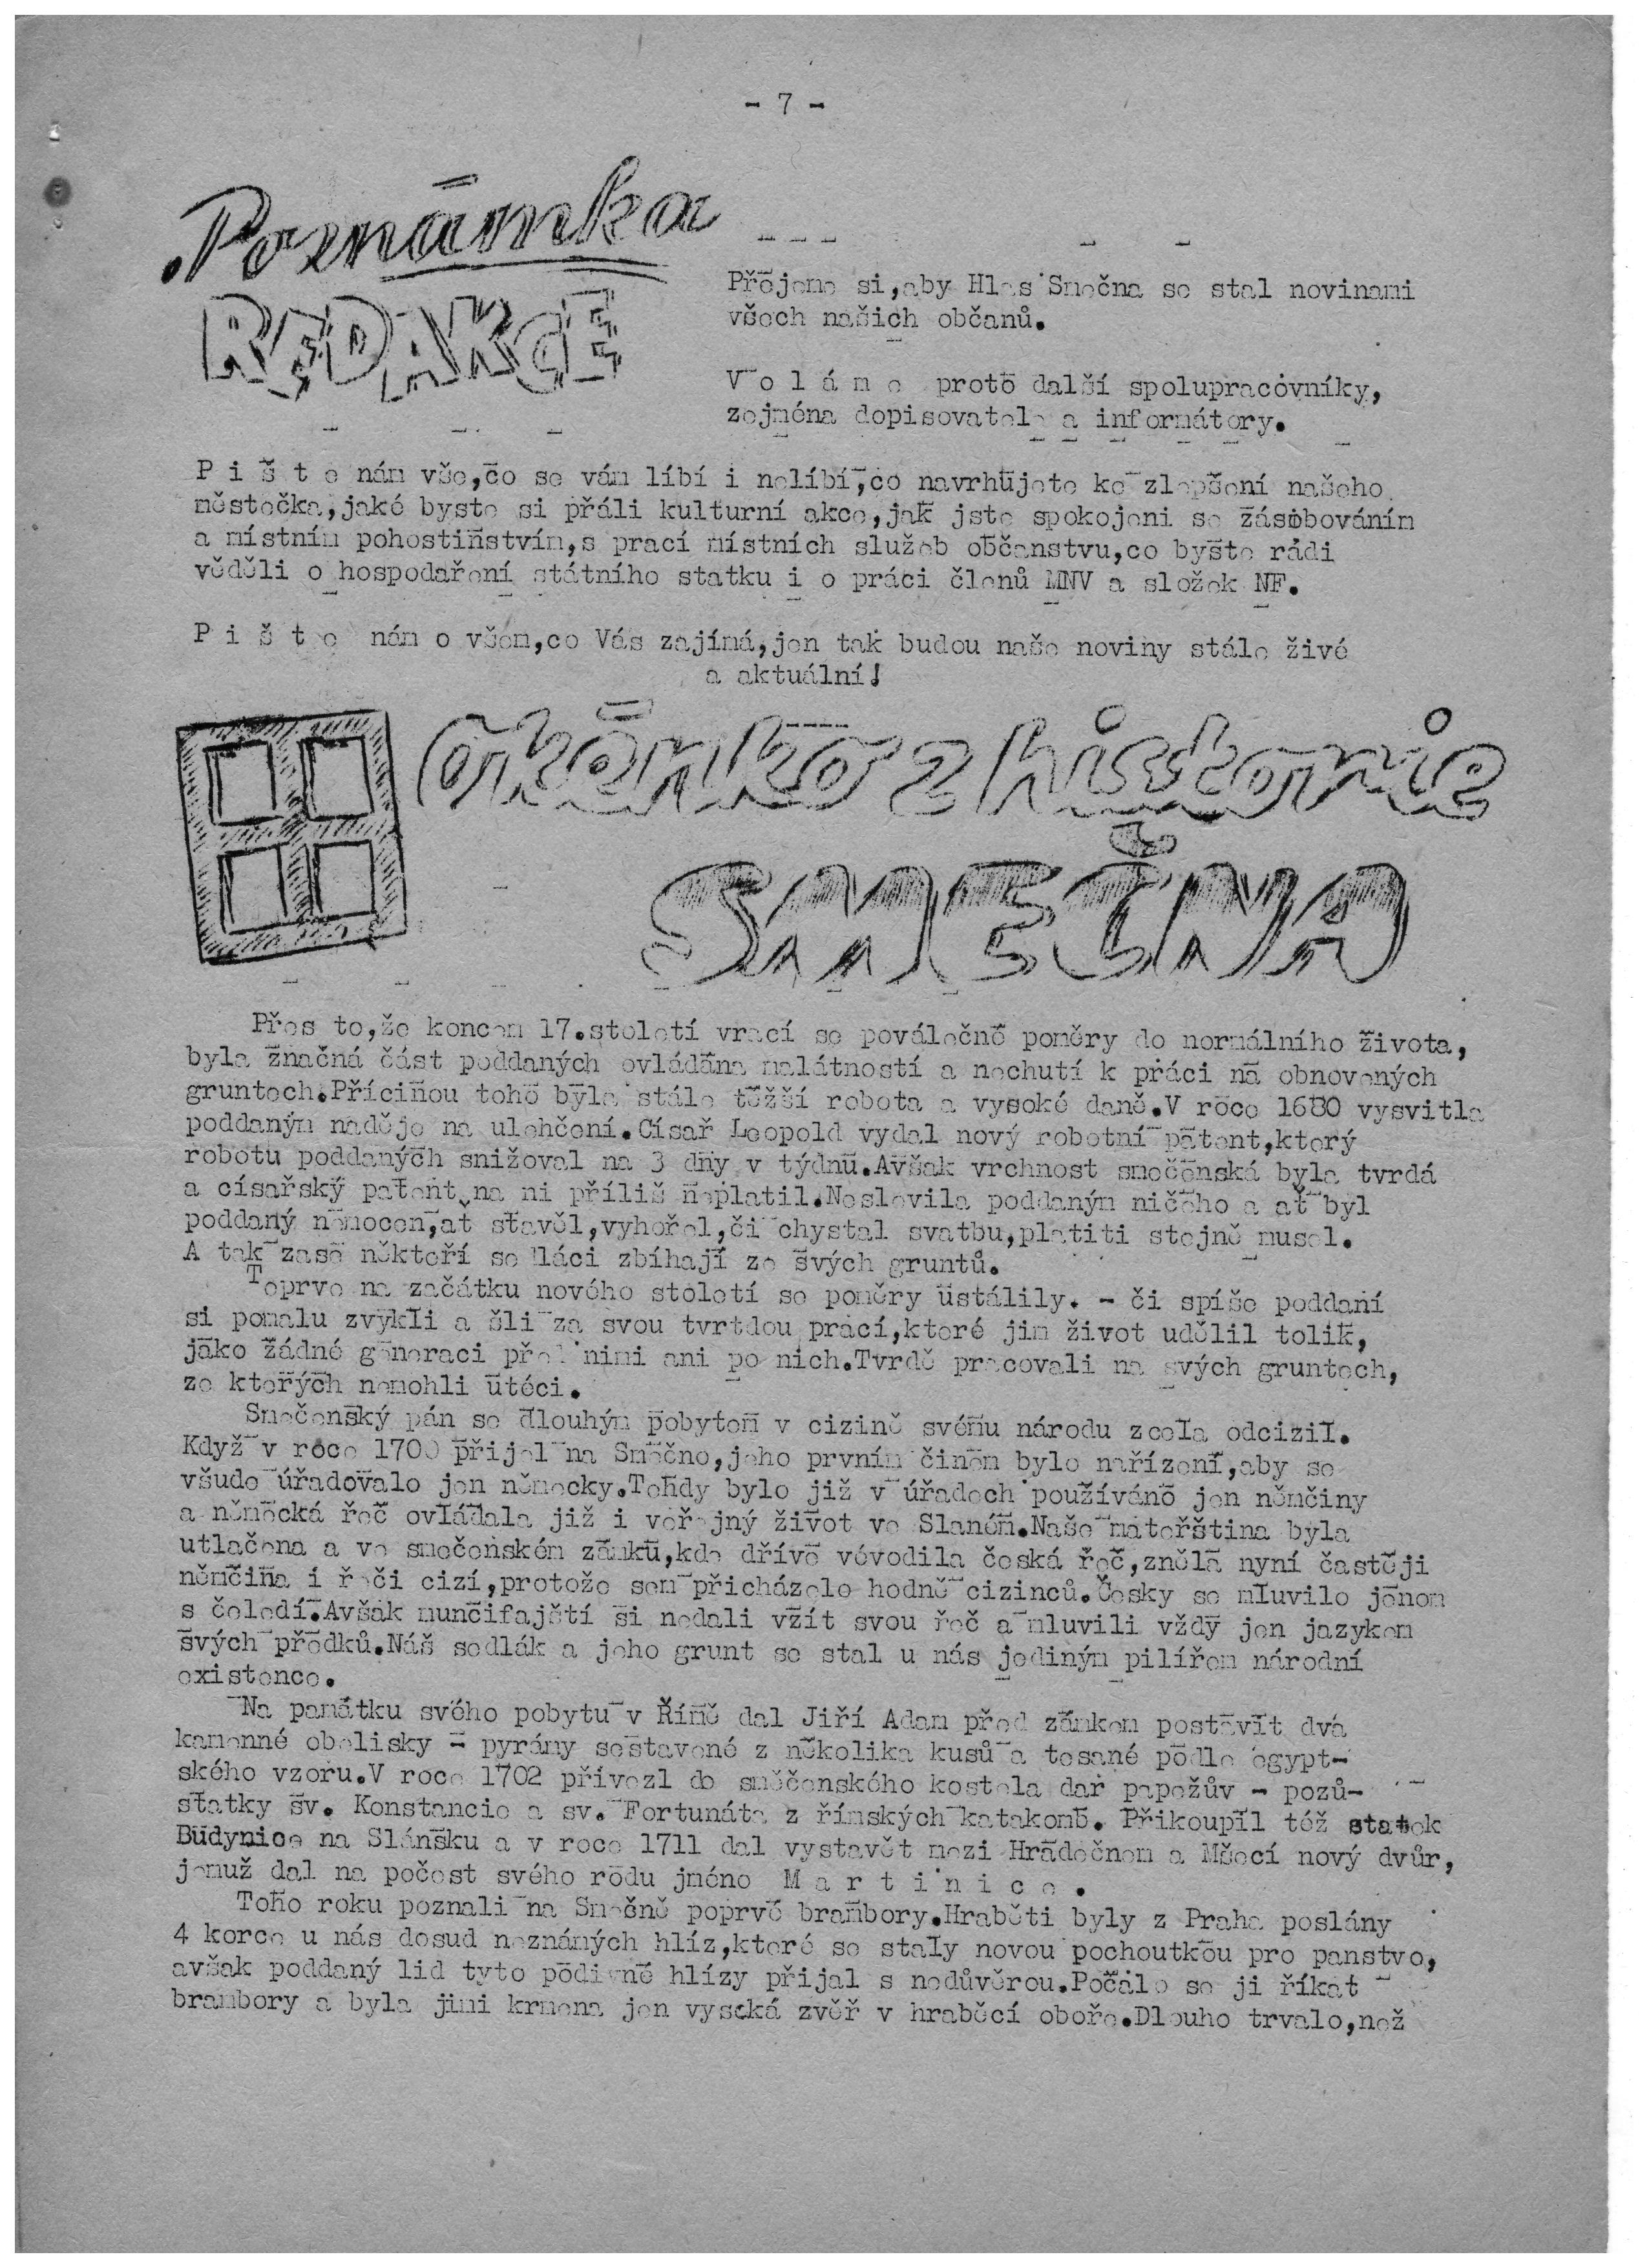 - 7 -
Poznámka
REDAKCE
Přejeme si,aby Hlas Smečna se stal novinami
všech našich občanů.
V o l á m e proto další spolupracovníky,
zejména dopisovatele a informátory.
P i š t e nám vše,co se vám líbí i nelíbí,co navrhujete ke zlepšení našeho
městečka,jaké byste si přáli kulturní akce,jak jste spokojeni se zásobováním
a místním pohostinstvím,s prací místních služeb občanstvu,co byste rádi
věděli o hospodaření státního statku i o práci členů MNV a složek NF.
P i š t e nám o všem,co Vás zajímá,jen tak budou naše noviny stále živé
a aktuální!
Okénko z historie
SMEČNA
Přes to,že koncem 17.století vrací se poválečné poměry do normálního života,
byla značná část poddaných ovládána malátností a nechutí k práci na obnovených
gruntech.Příčinou toho byla stále těžší robota a vysoké daně.V roce 1680 vysvitla
poddaným naděje na ulehčení.Císař Leopold vydal nový robotní patent,který
robotu poddaných snižoval na 3 dny v týdnu.Avšak vrchnost smečenská byla tvrdá
a císařský patent na ni příliš neplatil.Neslevila poddaným ničeho a ať byl
poddaný nemocen,ať stavěl,vyhořel,či chystal svatbu,platiti stejně musel.
A tak zase někteří sedláci zbíhají ze svých gruntů.
Teprve na začátku nového století se poměry ustálily. - či spíše poddaní
si pomalu zvykli a šli za svou tvrtdou prací,které jim život udělil tolik,
jako žádné generaci před nimi ani po nich.Tvrdě pracovali na svých gruntech,
ze kterých nemohli utéci.
Smečenský pán se dlouhým pobytem v cizině svému národu zcela odcizil.
Když v roce 1700 přijel na Smečno,jeho prvním činem bylo nařízení,aby se
všude úřadovalo jen německy.Tehdy bylo již v úřadech používáno jen němčiny
a německá řeč ovládala již i veřejný život ve Slaném.Naše mateřština byla
utlačena a ve smečenském zámku,kde dříve vévodila česká řeč,zněla nyní častěji
němčina i řeči cizí,protože sem přicházelo hodně cizinců.Česky se mluvilo jenom
s čeledí.Avšak muncifajští si nedali vzít svou řeč a mluvili vždy jen jazykem
svých předků.Náš sedlák a jeho grunt se stal u nás jediným pilířem národní
existence.
Na památku svého pobytu v Římě dal Jiří Adam před zámkem postavit dva
kamenné obelisky - pyrámy sestavené z několika kusů a tesané podle egypt-
ského vzoru.V roce 1702 přivezl do smečenského kostela dar papežův - pozů-
statky sv. Konstancie a sv. Fortunáta z římských katakomb. Přikoupil též statek
Budynice na Slánsku a v roce 1711 dal vystavět mezi Hradečnem a Mšecí nový dvůr,
jemuž dal na počest svého rodu jméno M a r t i n i c e .
Toho roku poznali na Smečně poprvé brambory.Hraběti byly z Praha poslány
4 korce u nás dosud neznámých hlíz,které se staly novou pochoutkou pro panstvo,
avšak poddaný lid tyto podivné hlízy přijal s nedůvěrou.Počalo se ji říkat
brambory a byla jimi krmena jen vysoká zvěř v hraběcí oboře.Dlouho trvalo,než